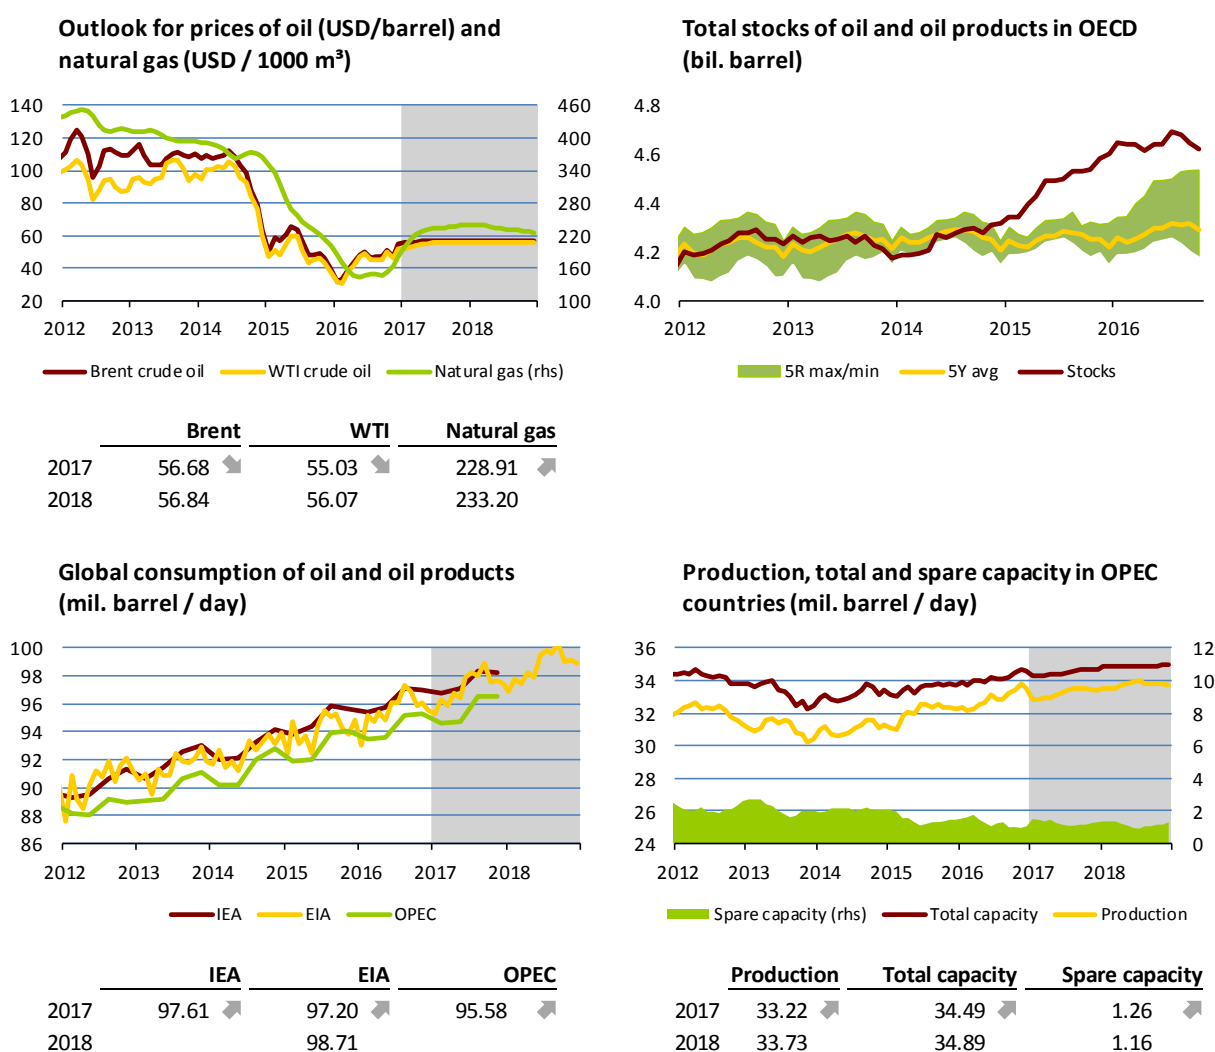 Outlook for prices of oil (USD/barrel) and
natural gas (USD / 1000 m³)
140
120
100
80
60
40
20
460
400
340
280
220
160
100
2012 2013 2014 2015 2016 2017 2018
Brent crude oil WTI crude oil Natural gas (rhs)
Brent WTI Natural gas
2017 56.68 55.03 228.91
2018 56.84 56.07 233.20
Total stocks of oil and oil products in OECD
(bil. barrel)
4.8
4.6
4.4
4.2
4.0
2012 2013 2014 2015 2016
5R max/min 5Y avg Stocks
Global consumption of oil and oil products
(mil. barrel / day)
100
98
96
94
92
90
88
86
2012 2013 2014 2015 2016 2017 2018
IEA EIA OPEC
IEA EIA OPEC
2017 97.61 97.20 95.58
2018 98.71
Production, total and spare capacity in OPEC
countries (mil. barrel / day)
36
34
32
30
28
26
24
12
10
8
6
4
2
0
2012 2013 2014 2015 2016 2017 2018
Spare capacity (rhs) Total capacity Production
Production Total capacity Spare capacity
2017 33.22 34.49 1.26
2018 33.73 34.89 1.16